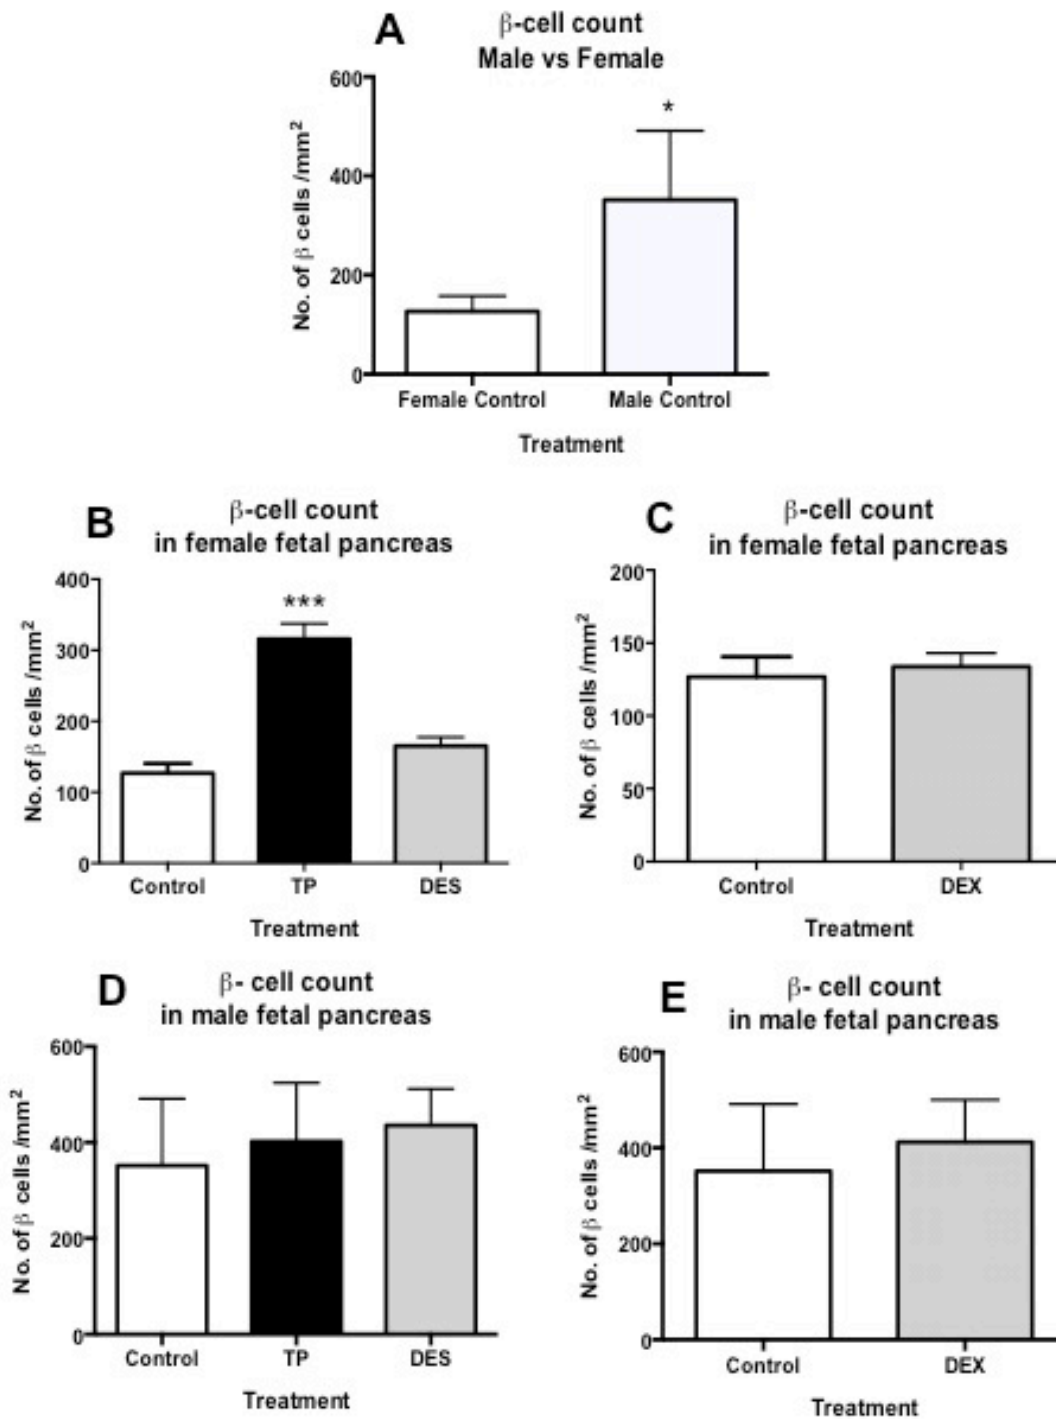 A
β-cell count
Male vs Female
No. of β cells /mm²
600
400
200
0
*
Female Control
Male Control
Treatment
B
β-cell count
in female fetal pancreas
No. of β cells /mm²
400
300
200
100
0
***
Control
TP
DES
Treatment
C
β-cell count
in female fetal pancreas
No. of β cells /mm²
200
150
100
50
0
Control
DEX
Treatment
D
β- cell count
in male fetal pancreas
No. of β cells /mm²
600
400
200
0
Control
TP
DES
Treatment
E
β- cell count
in male fetal pancreas
No. of β cells /mm²
600
400
200
0
Control
DEX
Treatment